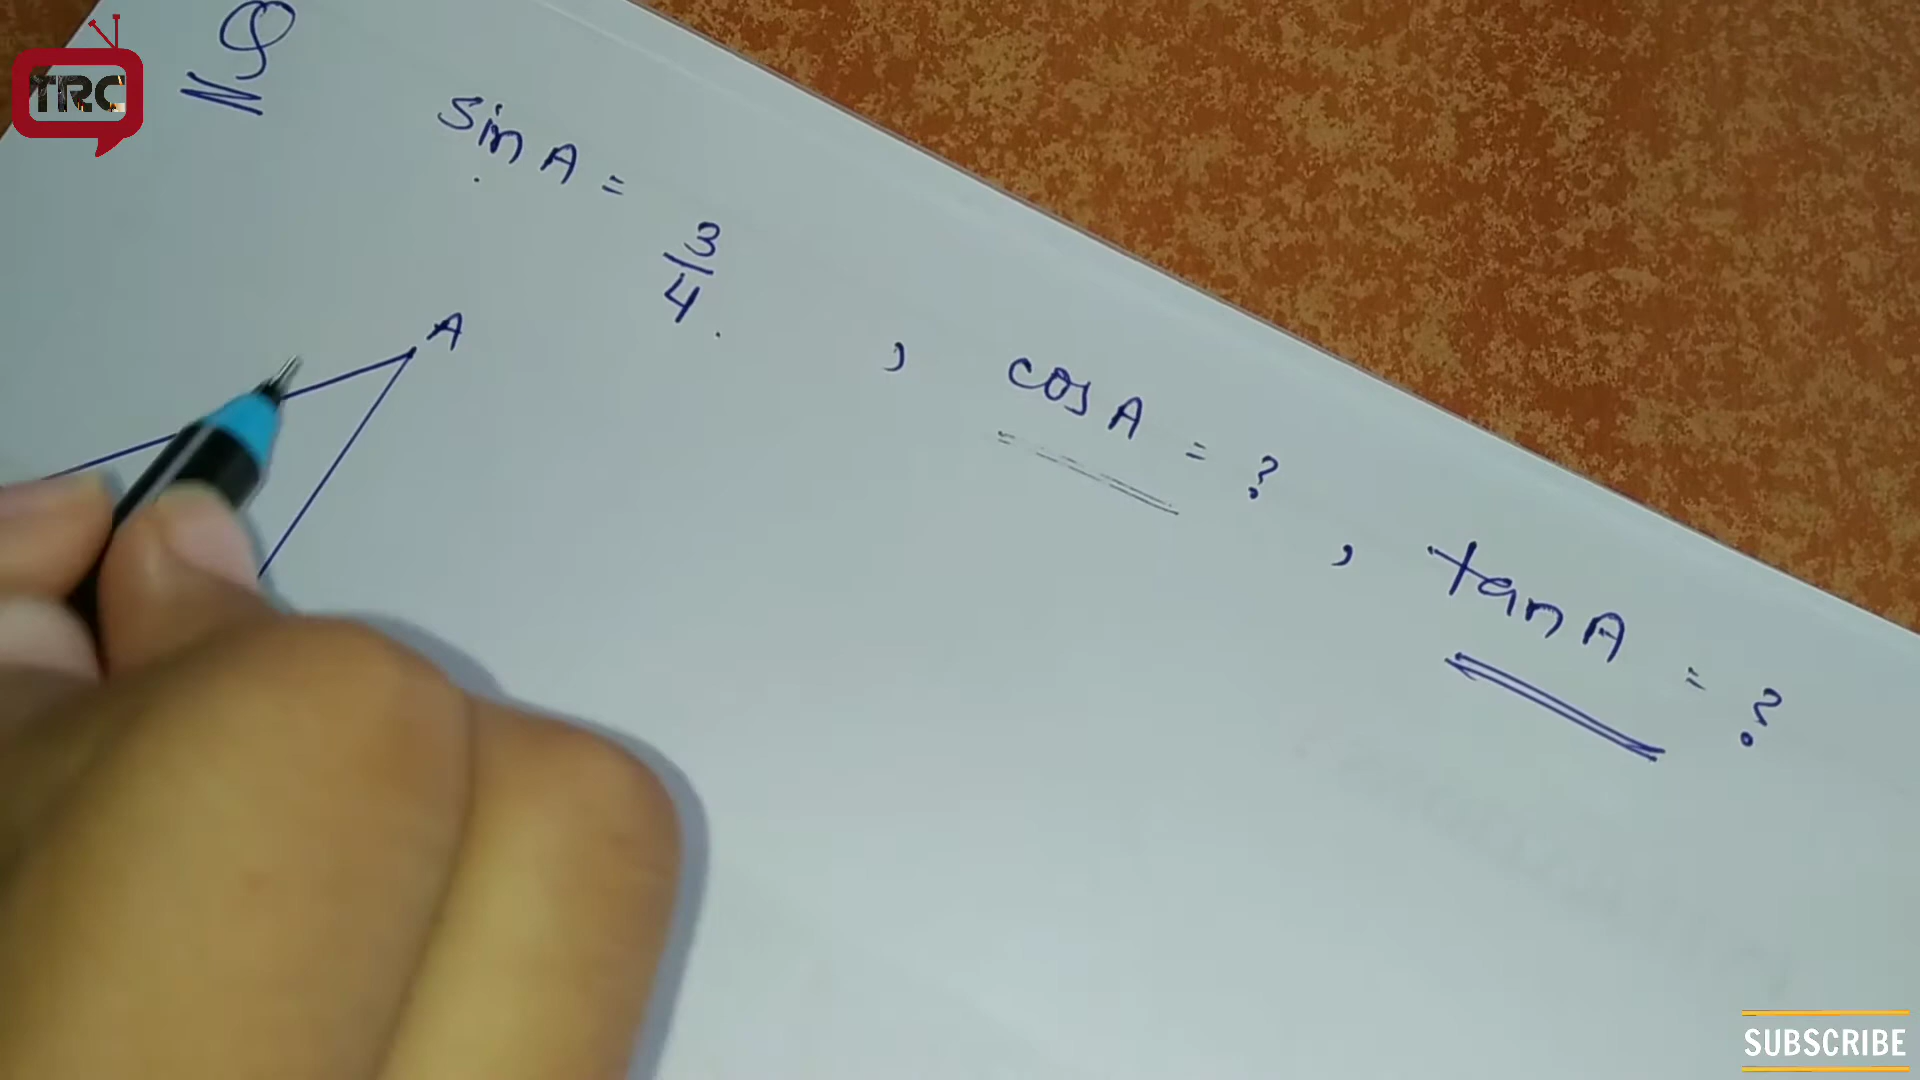 TRC
Q
sin A = 3/4 , cos A = ? , tan A = ?
A
SUBSCRIBE